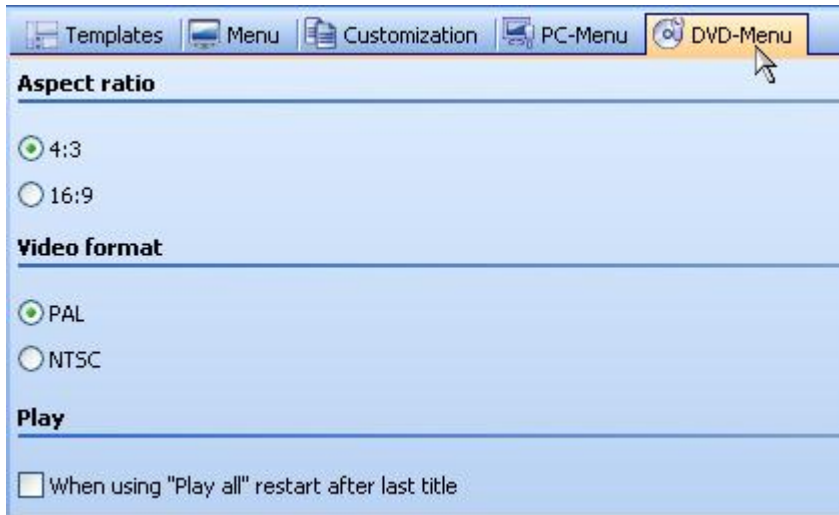 Templates Menu Customization PC-Menu DVD-Menu
Aspect ratio
4:3
16:9
Video format
PAL
NTSC
Play
When using "Play all" restart after last title